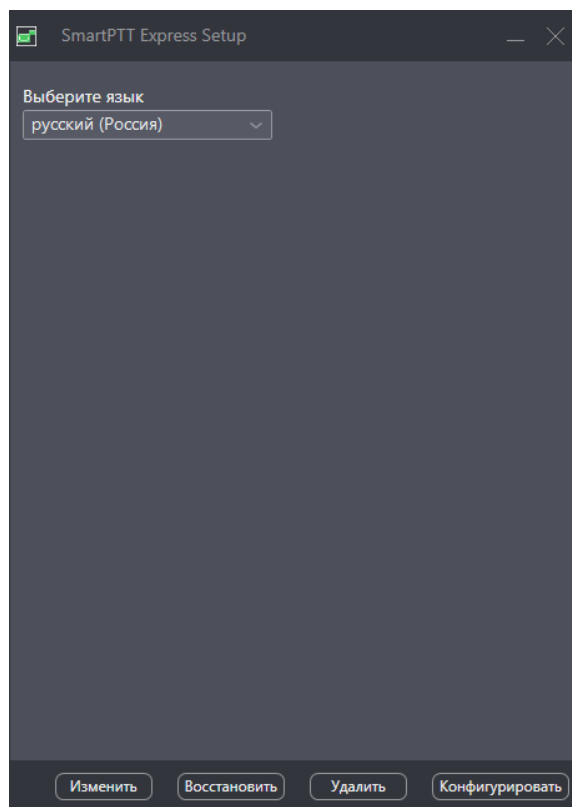 SmartPTT Express Setup
Выберите язык
русский (Россия)
Изменить Восстановить Удалить Конфигурировать